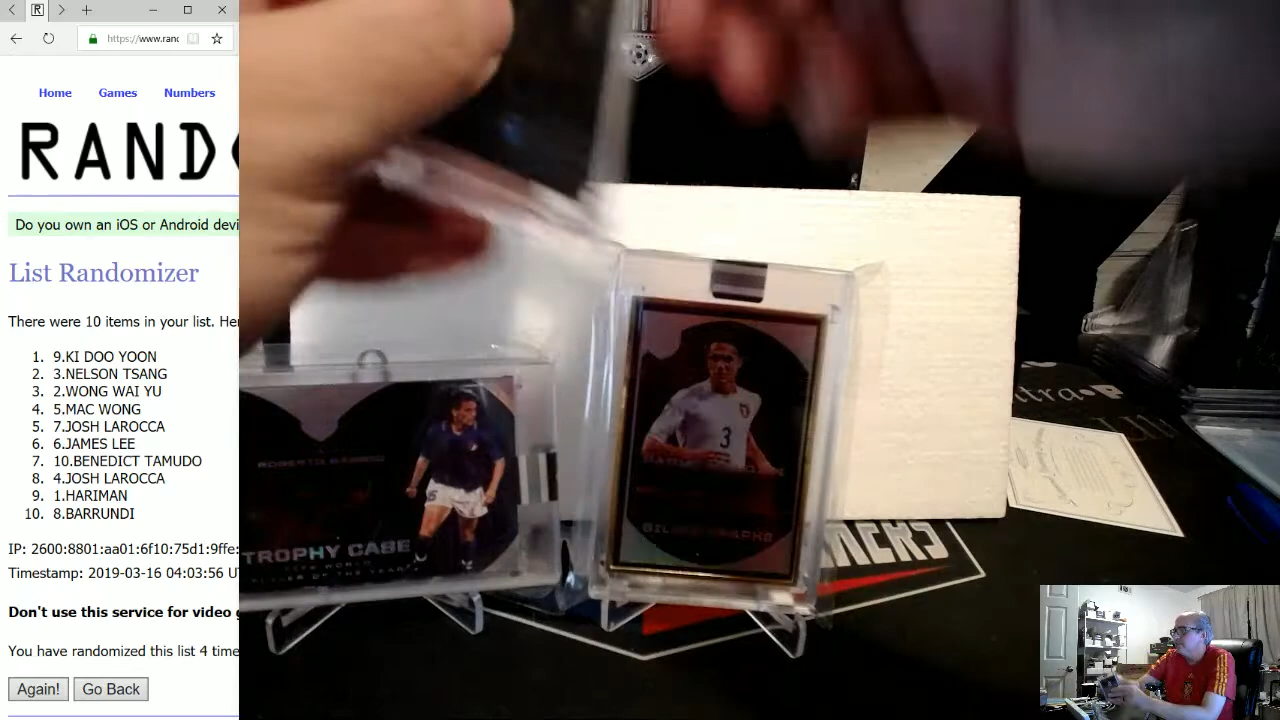 https://www.ranc
Home Games Numbers
RAND
Do you own an iOS or Android devi
List Randomizer
There were 10 items in your list. Her
1. 9.KI DOO YOON
2. 3.NELSON TSANG
3. 2.WONG WAI YU
4. 5.MAC WONG
5. 7.JOSH LAROCCA
6. 6.JAMES LEE
7. 10.BENEDICT TAMUDO
8. 4.JOSH LAROCCA
9. 1.HARIMAN
10. 8.BARRUNDI
IP: 2600:8801:aa01:6f10:75d1:9ffe:
Timestamp: 2019-03-16 04:03:56 U
Don't use this service for video g
You have randomized this list 4 time
Again! Go Back
ROBERTO BAGGIO
TROPHY CASE
3